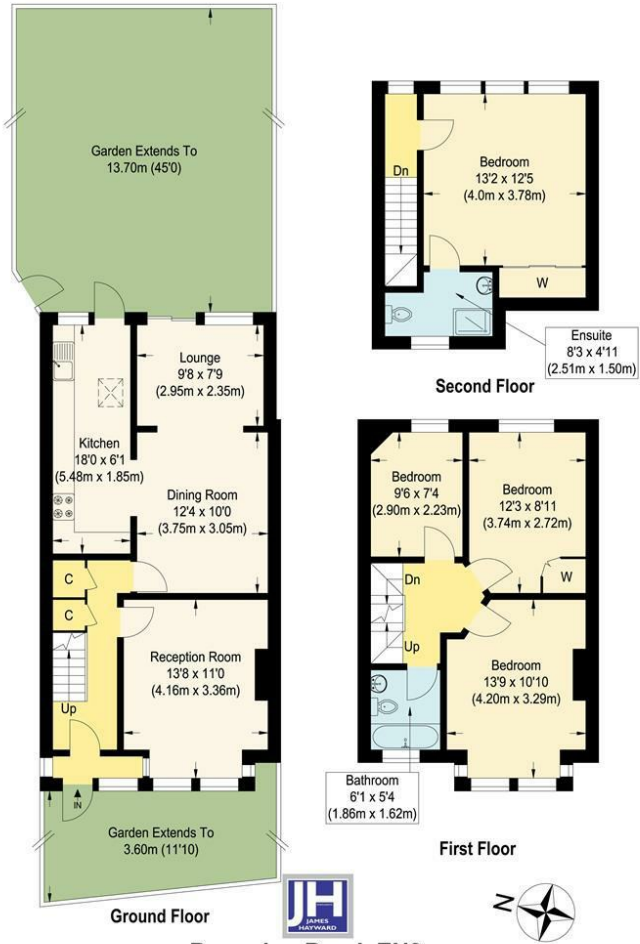 Garden Extends To
13.70m (45'0)
Lounge
9'8 x 7'9
(2.95m x 2.35m)
Kitchen
18'0 x 6'1
(5.48m x 1.85m)
Dining Room
12'4 x 10'0
(3.75m x 3.05m)
C
C
Reception Room
13'8 x 11'0
(4.16m x 3.36m)
Up
IN
Garden Extends To
3.60m (11'10)
Ground Floor
Dn
Bedroom
13'2 x 12'5
(4.0m x 3.78m)
W
Ensuite
8'3 x 4'11
(2.51m x 1.50m)
Second Floor
Bedroom
9'6 x 7'4
(2.90m x 2.23m)
Bedroom
12'3 x 8'11
(3.74m x 2.72m)
W
Dn
Up
Bedroom
13'9 x 10'10
(4.20m x 3.29m)
Bathroom
6'1 x 5'4
(1.86m x 1.62m)
First Floor
JH
JAMES
HAYWARD
N